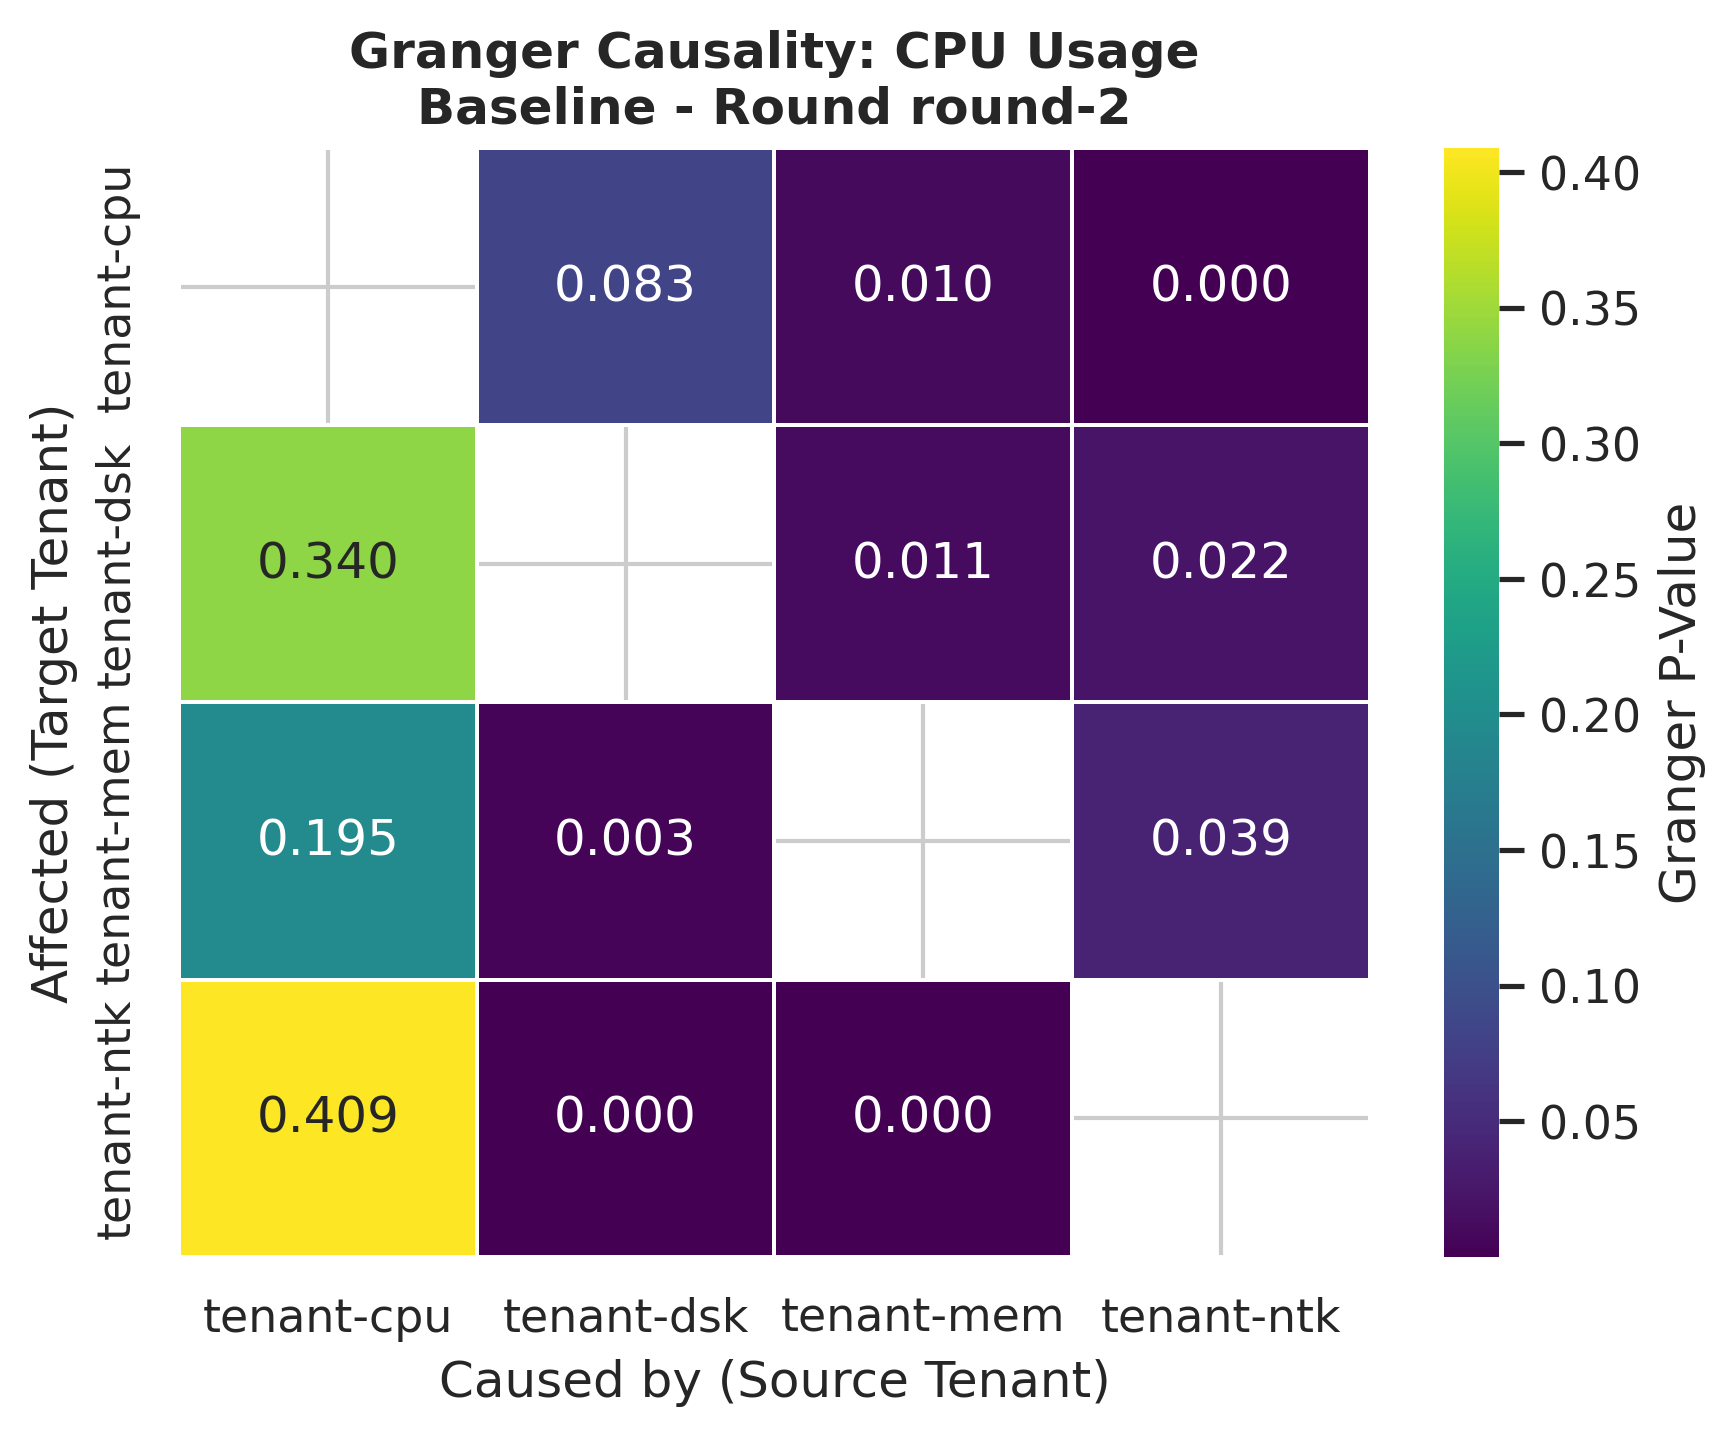 Granger Causality: CPU Usage
Baseline - Round round-2
Affected (Target Tenant)
tenant-cpu
0.083
0.010
0.000
tenant-dsk
0.340
0.011
0.022
tenant-mem
0.195
0.003
0.039
tenant-ntk
0.409
0.000
0.000
tenant-cpu
tenant-dsk
tenant-mem
tenant-ntk
Caused by (Source Tenant)
0.40
0.35
0.30
0.25
0.20
0.15
0.10
0.05
Granger P-Value